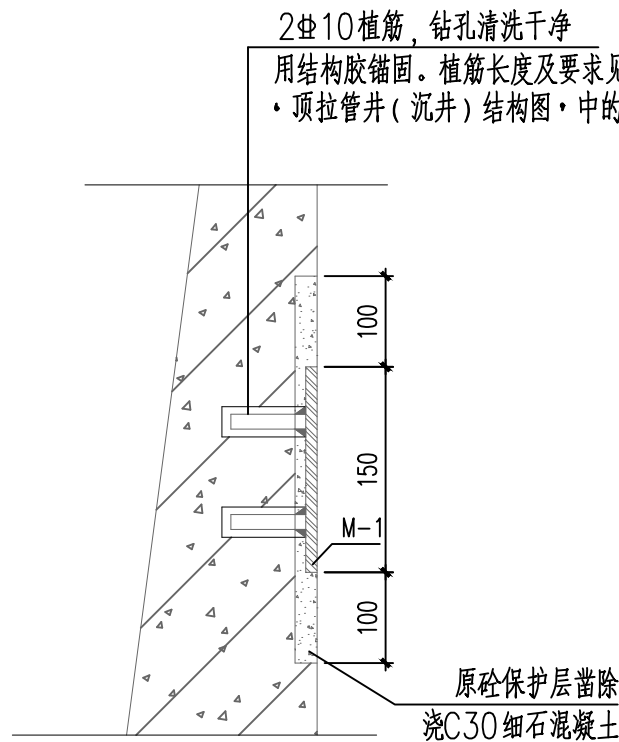 2⌀10植筋，钻孔清洗干净
用结构胶锚固。植筋长度及要求见
·顶拉管井(沉井)结构图·中的
100
150
M-1
100
原砼保护层凿除
浇C30细石混凝土